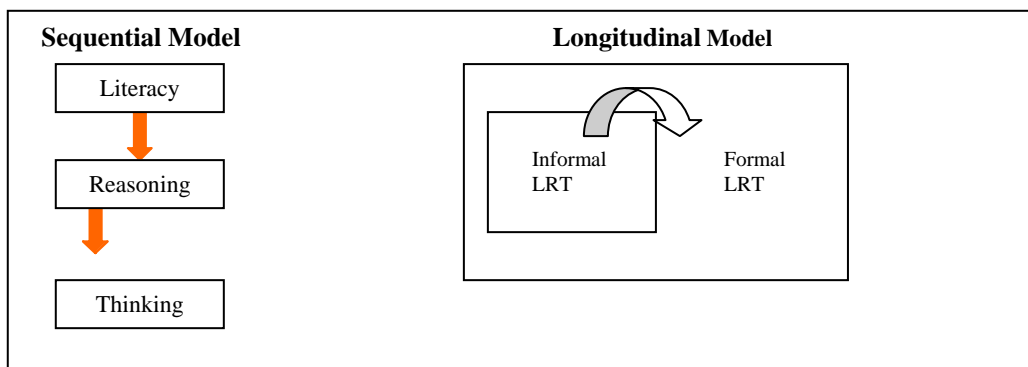 Sequential Model
Literacy
Reasoning
Thinking
Longitudinal Model
Informal
LRT
Formal
LRT